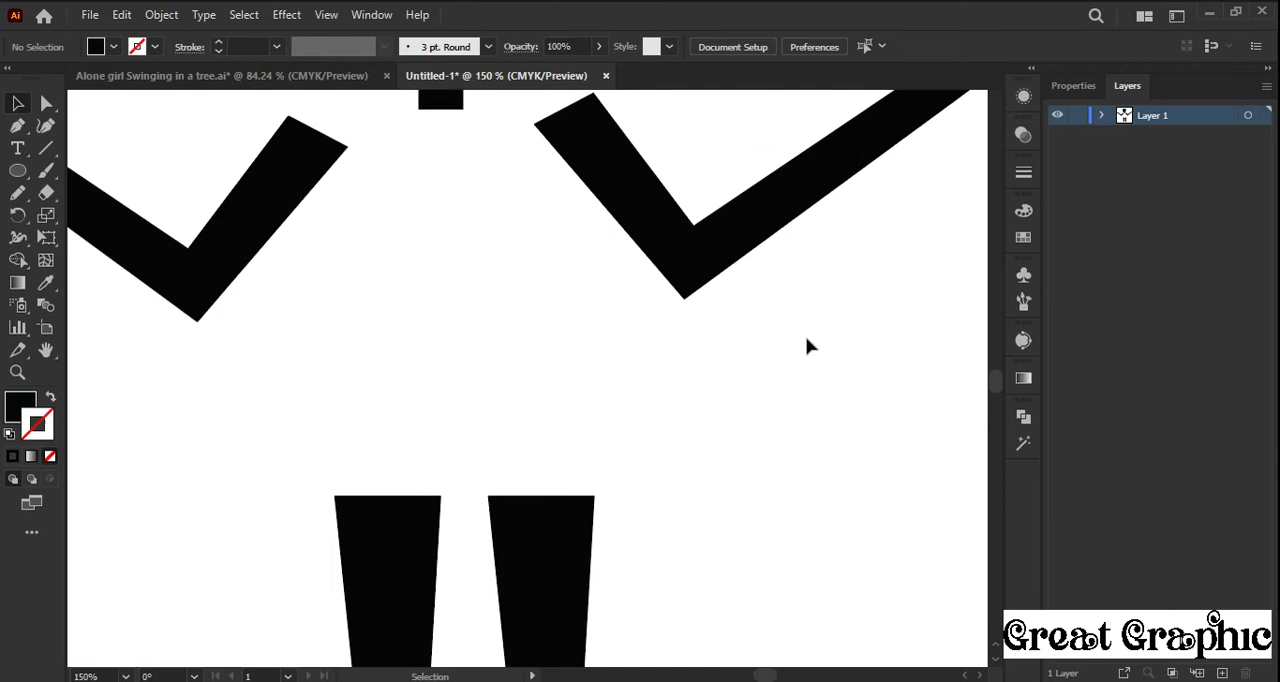 Ai File Edit Object Type Select Effect View Window Help
No Selection Stroke: 3 pt. Round Opacity: 100% Style: Document Setup Preferences
Alone girl Swinging in a tree.ai* @ 84.24 % (CMYK/Preview) × Untitled-1* @ 150 % (CMYK/Preview) ×
Properties Layers
Layer 1
Great Graphic
150% 0° 1 Selection
1 Layer